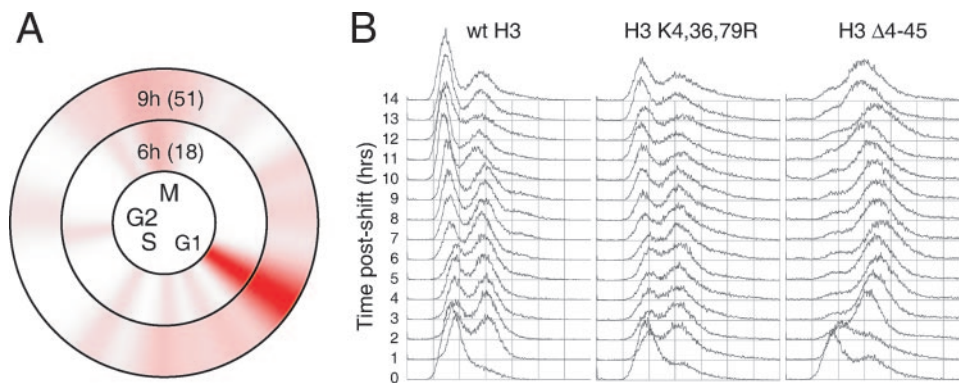 A
9h (51)
6h (18)
M
G2
S
G1
B
wt H3
H3 K4,36,79R
H3 Δ4-45
Time post-shift (hrs)
14
13
12
11
10
9
8
7
6
5
4
3
2
1
0